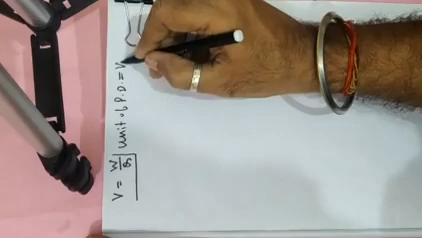 V = W/Q
unit of P.D. = V